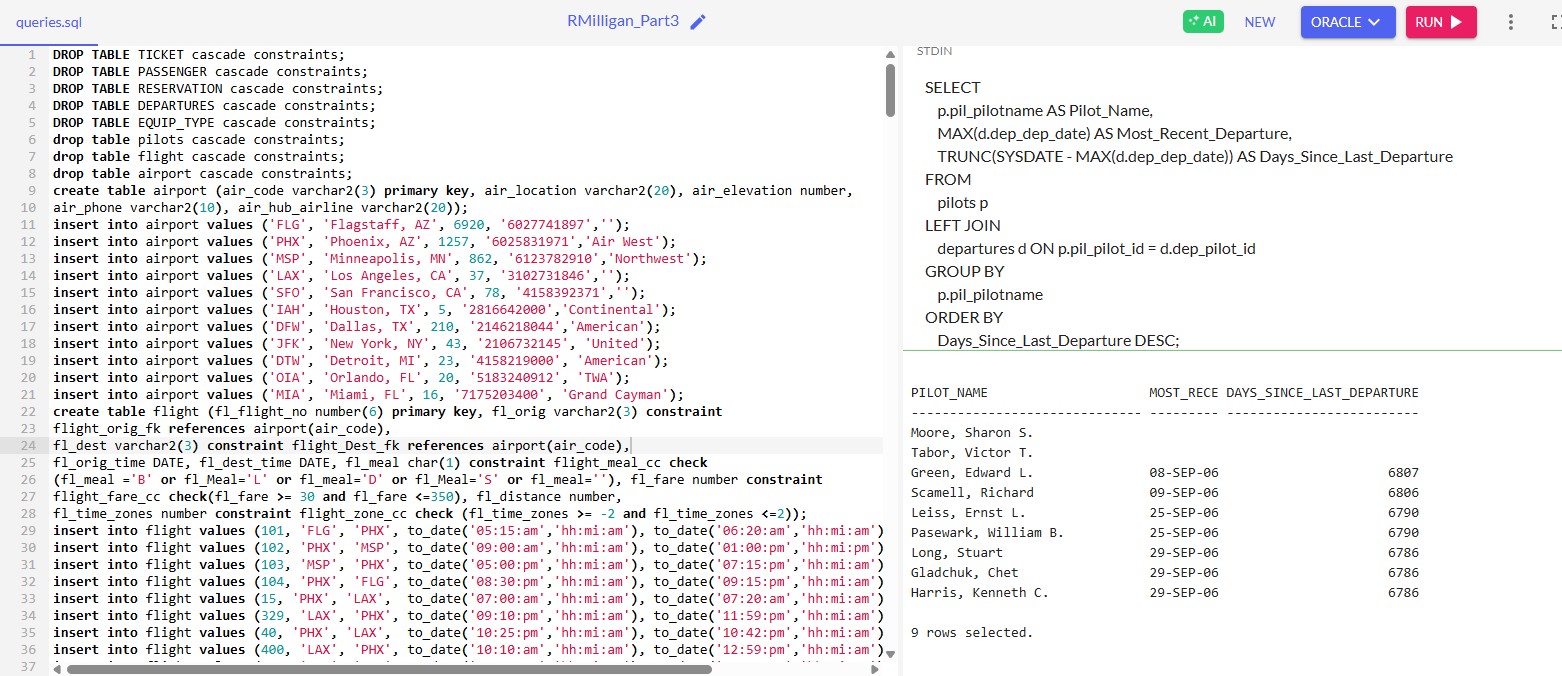 queries.sql
RMilligan_Part3
AI
NEW
ORACLE
RUN
1 DROP TABLE TICKET cascade constraints;
2 DROP TABLE PASSENGER cascade constraints;
3 DROP TABLE RESERVATION cascade constraints;
4 DROP TABLE DEPARTURES cascade constraints;
5 DROP TABLE EQUIP_TYPE cascade constraints;
6 drop table pilots cascade constraints;
7 drop table flight cascade constraints;
8 drop table airport cascade constraints;
9 create table airport (air_code varchar2(3) primary key, air_location varchar2(20), air_elevation number,
10 air_phone varchar2(10), air_hub_airline varchar2(20));
11 insert into airport values ('FLG', 'Flagstaff, AZ', 6920, '6027741897','');
12 insert into airport values ('PHX', 'Phoenix, AZ', 1257, '6025831971','Air West');
13 insert into airport values ('MSP', 'Minneapolis, MN', 862, '6123782910','Northwest');
14 insert into airport values ('LAX', 'Los Angeles, CA', 37, '3102731846','');
15 insert into airport values ('SFO', 'San Francisco, CA', 78, '4158392371','');
16 insert into airport values ('IAH', 'Houston, TX', 5, '2816642000','Continental');
17 insert into airport values ('DFW', 'Dallas, TX', 210, '2146218044','American');
18 insert into airport values ('JFK', 'New York, NY', 43, '2106732145', 'United');
19 insert into airport values ('DTW', 'Detroit, MI', 23, '4158219000', 'American');
20 insert into airport values ('OIA', 'Orlando, FL', 20, '5183240912', 'TWA');
21 insert into airport values ('MIA', 'Miami, FL', 16, '7175203400', 'Grand Cayman');
22 create table flight (fl_flight_no number(6) primary key, fl_orig varchar2(3) constraint
23 flight_orig_fk references airport(air_code),
24 fl_dest varchar2(3) constraint flight_Dest_fk references airport(air_code),
25 fl_orig_time DATE, fl_dest_time DATE, fl_meal char(1) constraint flight_meal_cc check
26 (fl_meal ='B' or fl_Meal='L' or fl_meal='D' or fl_Meal='S' or fl_meal=''), fl_fare number constraint
27 flight_fare_cc check(fl_fare >= 30 and fl_fare <=350), fl_distance number,
28 fl_time_zones number constraint flight_zone_cc check (fl_time_zones >= -2 and fl_time_zones <=2));
29 insert into flight values (101, 'FLG', 'PHX', to_date('05:15:am','hh:mi:am'), to_date('06:20:am','hh:mi:am')
30 insert into flight values (102, 'PHX', 'MSP', to_date('09:00:am','hh:mi:am'), to_date('01:00:pm','hh:mi:pm')
31 insert into flight values (103, 'MSP', 'PHX', to_date('05:00:pm','hh:mi:am'), to_date('07:15:pm','hh:mi:am')
32 insert into flight values (104, 'PHX', 'FLG', to_date('08:30:pm','hh:mi:am'), to_date('09:15:pm','hh:mi:am')
33 insert into flight values (15, 'PHX', 'LAX', to_date('07:00:am','hh:mi:am'), to_date('07:20:am','hh:mi:am')
34 insert into flight values (329, 'LAX', 'PHX', to_date('09:10:pm','hh:mi:am'), to_date('11:59:pm','hh:mi:am')
35 insert into flight values (40, 'PHX', 'LAX', to_date('10:25:pm','hh:mi:am'), to_date('10:42:pm','hh:mi:am')
36 insert into flight values (400, 'LAX', 'PHX', to_date('10:10:am','hh:mi:am'), to_date('12:59:pm','hh:mi:am')
37
STDIN
SELECT
p.pil_pilotname AS Pilot_Name,
MAX(d.dep_dep_date) AS Most_Recent_Departure,
TRUNC(SYSDATE - MAX(d.dep_dep_date)) AS Days_Since_Last_Departure
FROM
pilots p
LEFT JOIN
departures d ON p.pil_pilot_id = d.dep_pilot_id
GROUP BY
p.pil_pilotname
ORDER BY
Days_Since_Last_Departure DESC;
PILOT_NAME MOST_RECE DAYS_SINCE_LAST_DEPARTURE
------------------------------ --------- -------------------------
Moore, Sharon S.
Tabor, Victor T.
Green, Edward L. 08-SEP-06 6807
Scamell, Richard 09-SEP-06 6806
Leiss, Ernst L. 25-SEP-06 6790
Pasewark, William B. 25-SEP-06 6790
Long, Stuart 29-SEP-06 6786
Gladchuk, Chet 29-SEP-06 6786
Harris, Kenneth C. 29-SEP-06 6786
9 rows selected.